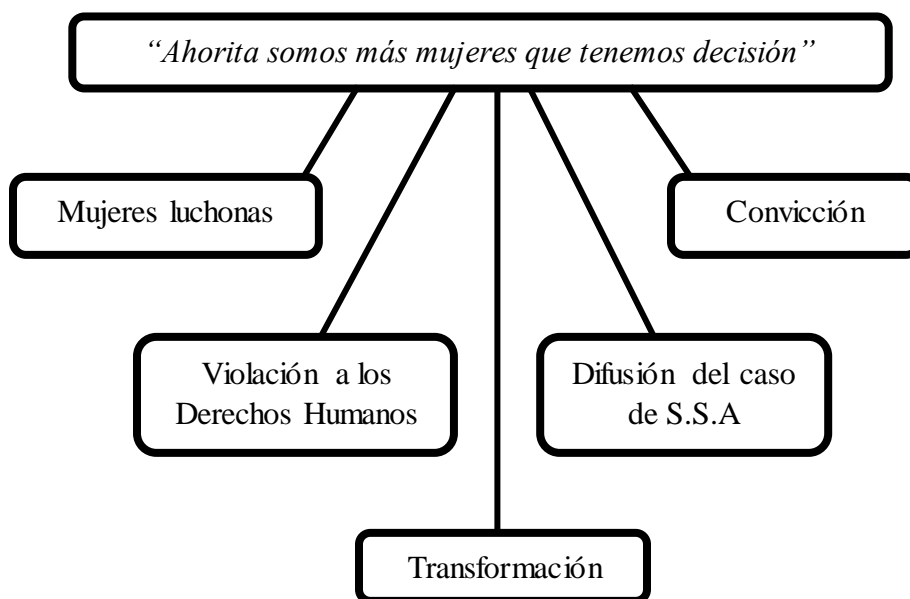 “Ahorita somos más mujeres que tenemos decisión”
Mujeres luchonas
Convicción
Violación a los
Derechos Humanos
Difusión del caso
de S.S.A
Transformación